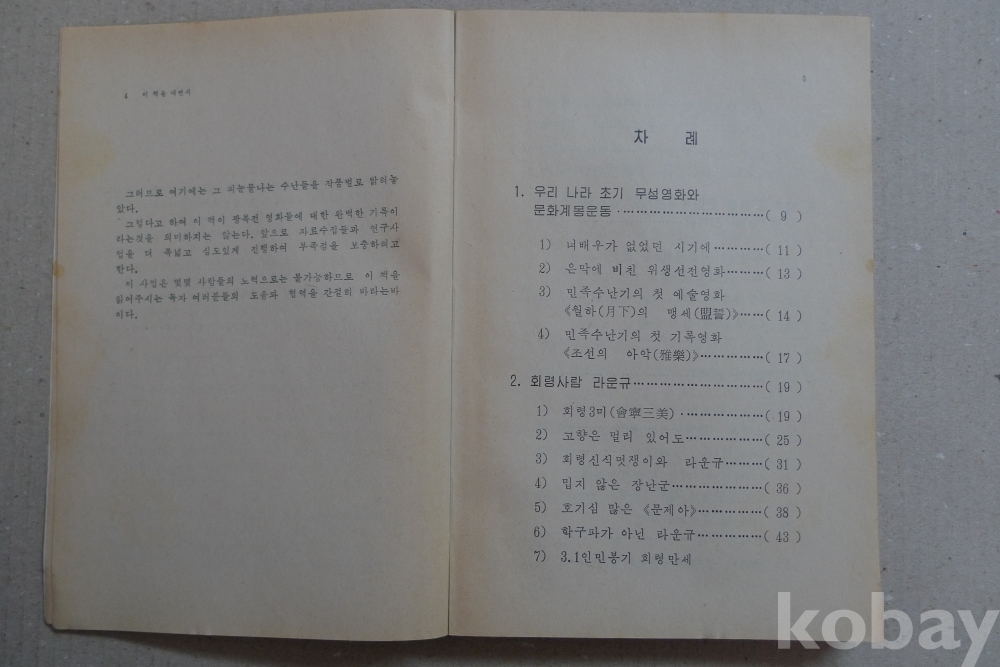 4 이 책을 내면서
그러므로 여기에는 그 피눈물나는 수난들을 작품별로 밝혀놓
았다.
그렇다고 하여 이 책이 광복전 영화들에 대한 완벽한 기록이
라는것을 의미하지는 않는다. 앞으로 자료수집들과 연구사
업을 더 폭넓고 심도있게 진행하여 부족점을 보충하려고
한다.
이 사업은 몇몇 사람들의 노력으로는 불가능하므로 이 책을
읽어주시는 독자 여러분들의 도움과 협력을 간절히 바라는바
이다.
5
차 례
1. 우리 나라 초기 무성영화와
문화계몽운동 ·································( 9 )
1) 녀배우가 없었던 시기에 ··············( 11 )
2) 은막에 비친 위생선전영화 ···········( 13 )
3) 민족수난기의 첫 예술영화
《월하(月下)의 맹세(盟誓)》 ······( 14 )
4) 민족수난기의 첫 기록영화
《조선의 아악(雅樂)》 ···············( 17 )
2. 회령사람 라운규 ····························( 19 )
1) 회령3미(會寧三美) ·····················( 19 )
2) 고향은 멀리 있어도 ···················( 25 )
3) 회령신식멋쟁이와 라운규 ·········( 31 )
4) 밉지 않은 장난군 ······················( 36 )
5) 호기심 많은 《문제아》 ················( 38 )
6) 학구파가 아닌 라운규 ················( 43 )
7) 3.1인민봉기 회령만세
kobay